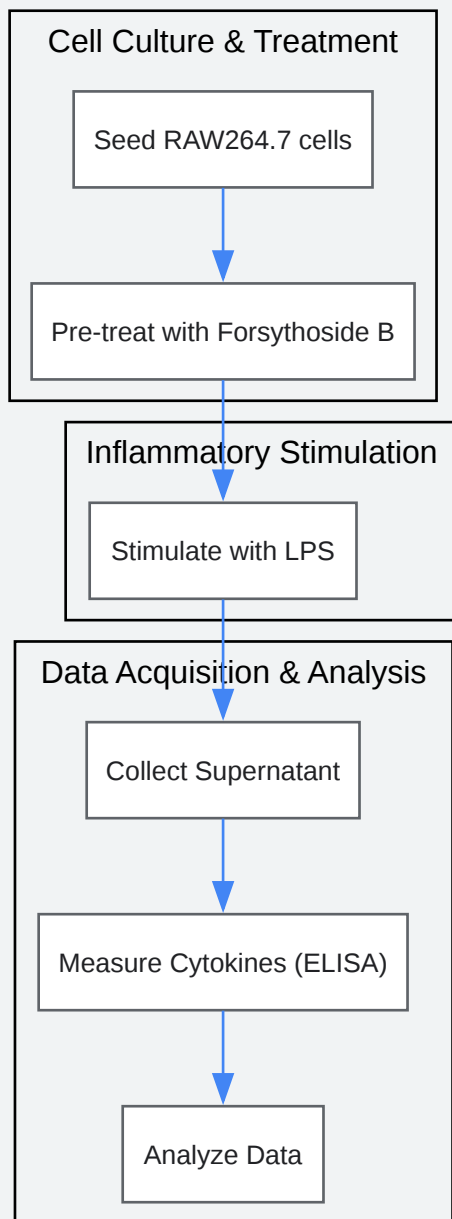 Cell Culture & Treatment
Seed RAW264.7 cells
Pre-treat with Forsythoside B
Inflammatory Stimulation
Stimulate with LPS
Data Acquisition & Analysis
Collect Supernatant
Measure Cytokines (ELISA)
Analyze Data